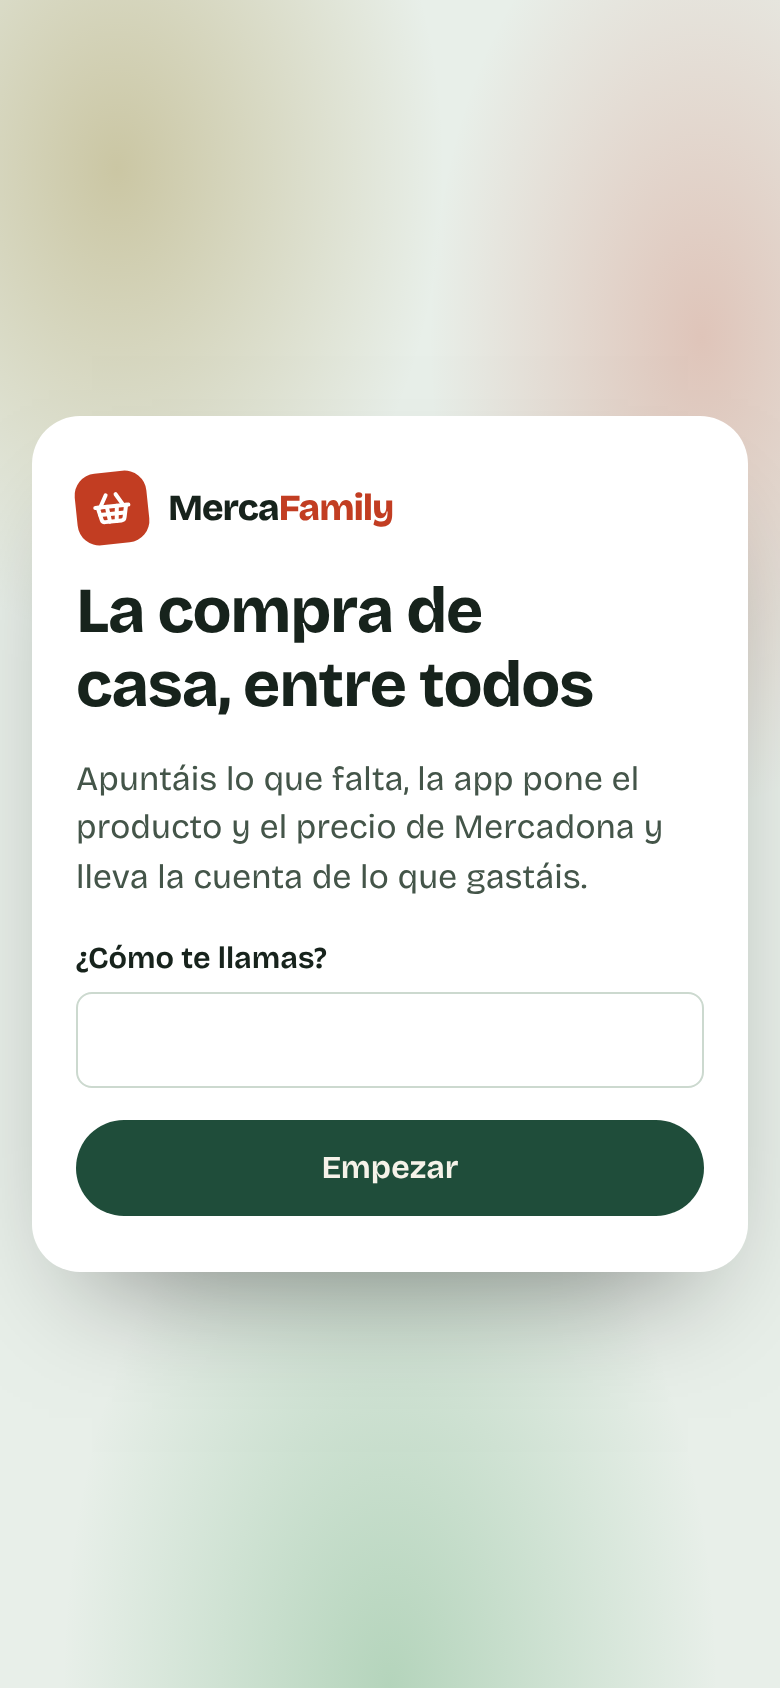 MercaFamily
La compra de
casa, entre todos
Apuntáis lo que falta, la app pone el
producto y el precio de Mercadona y
lleva la cuenta de lo que gastáis.
¿Cómo te llamas?
Empezar